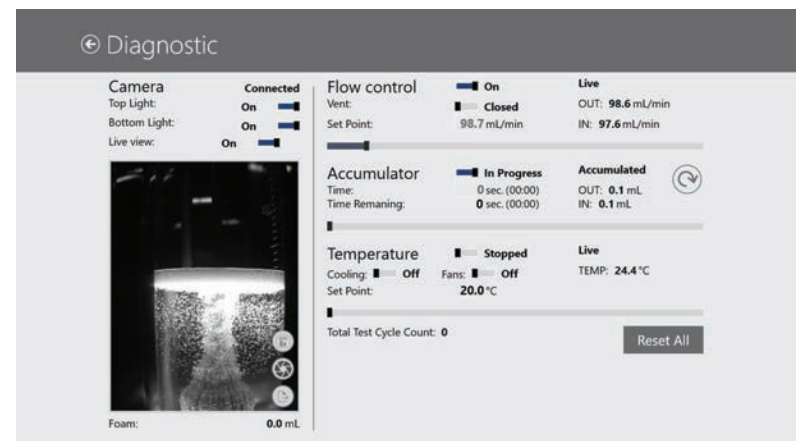 Diagnostic
Camera Connected
Top Light: On
Bottom Light: On
Live view: On
Foam: 0.0 mL
Flow control On Live
Vent: Closed OUT: 98.6 mL/min
Set Point: 98.7 mL/min IN: 97.6 mL/min
Accumulator In Progress Accumulated
Time: 0 sec. (00:00) OUT: 0.1 mL
Time Remaning: 0 sec. (00:00) IN: 0.1 mL
Temperature Stopped Live
Cooling: Off Fans: Off TEMP: 24.4 °C
Set Point: 20.0 °C
Total Test Cycle Count: 0
Reset All